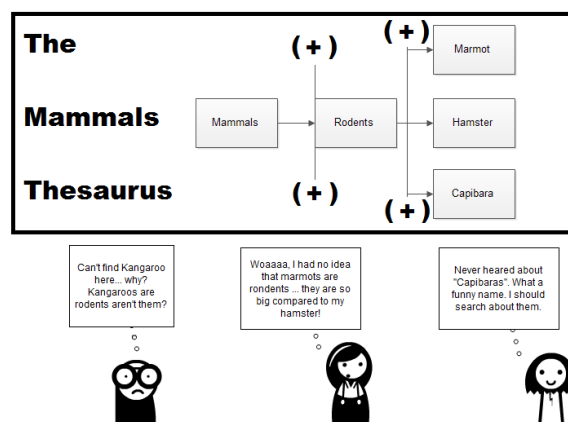 The
Mammals
Thesaurus
(+)
(+)
Marmot
Mammals
Rodents
Hamster
(+)
(+)
Capibara
Can't find Kangaroo
here... why?
Kangaroos are
rodents aren't them?
Woaaaa, I had no idea
that marmots are
rondents ... they are so
big compared to my
hamster!
Never heared about
"Capibaras". What a
funny name. I should
search about them.